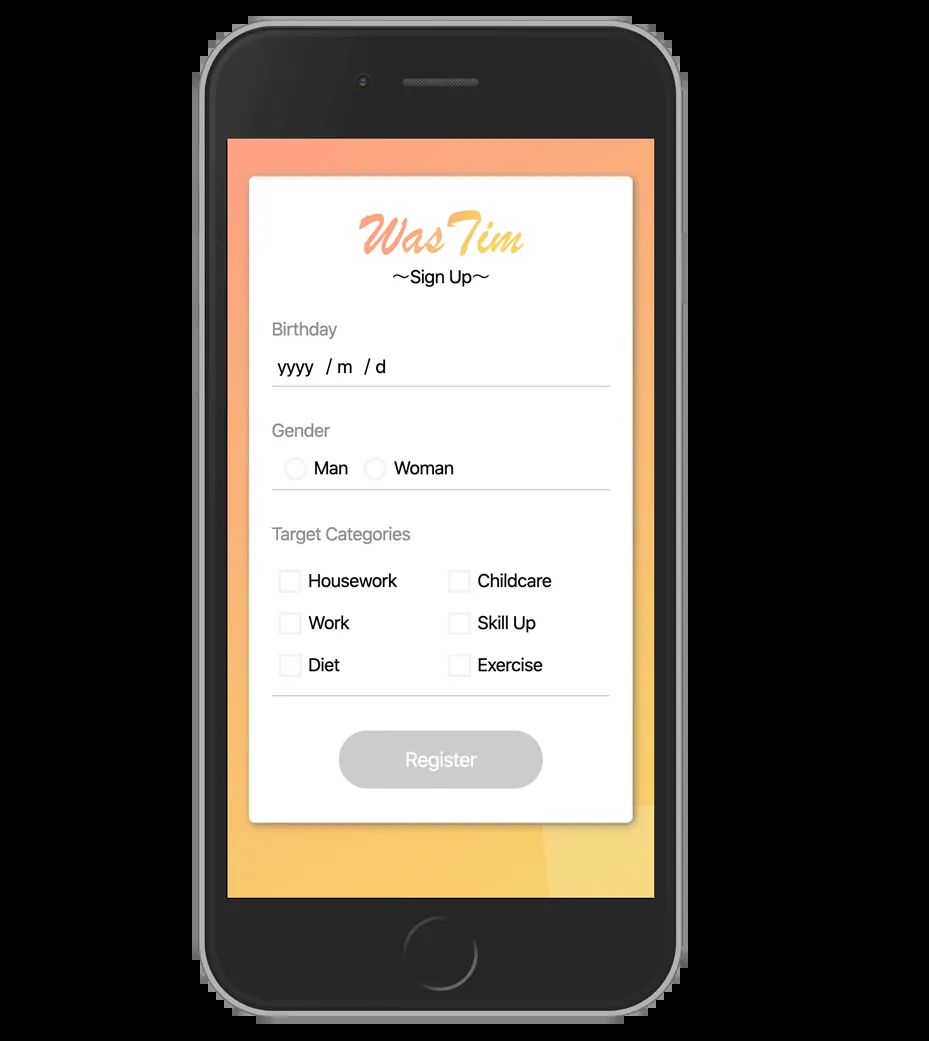 WasTim
～Sign Up～
Birthday
yyyy / m / d
Gender
Man Woman
Target Categories
Housework Childcare
Work Skill Up
Diet Exercise
Register